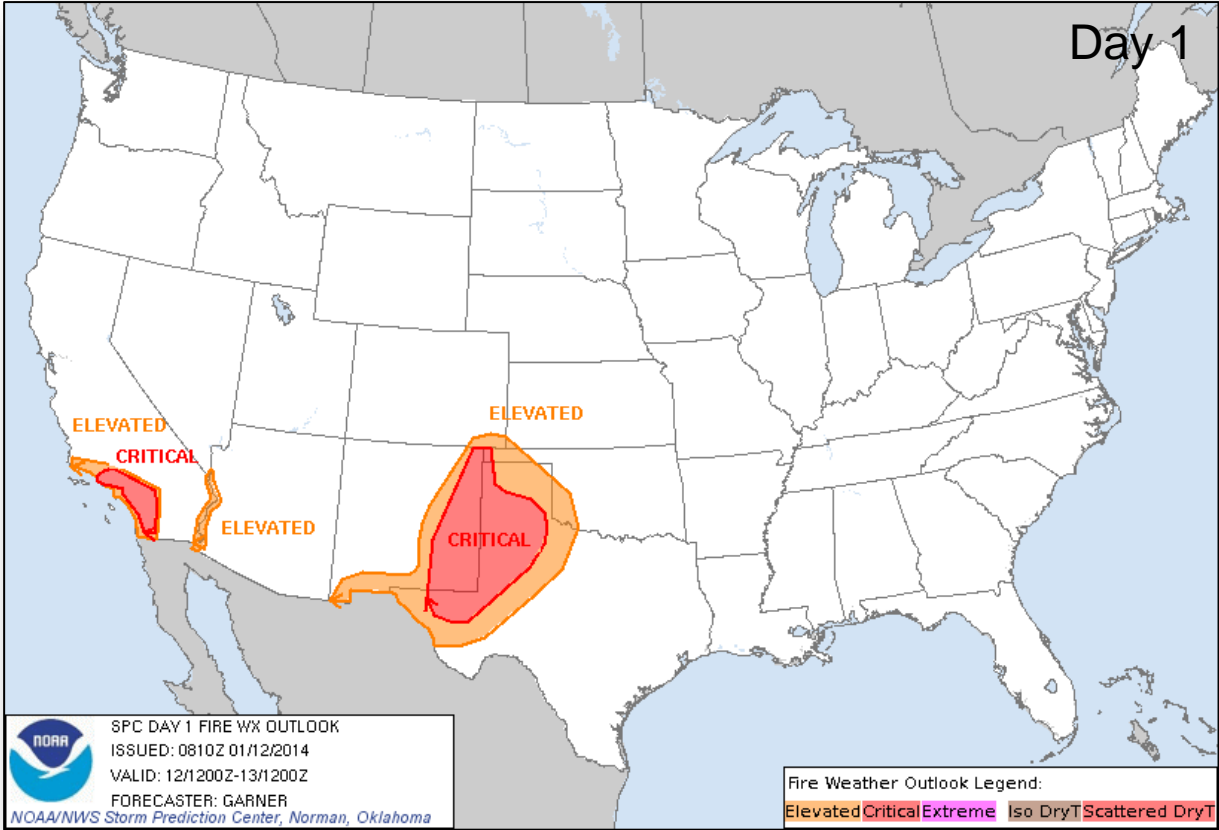 Day 1
ELEVATED
ELEVATED
CRITICAL
ELEVATED
CRITICAL
NOAA
SPC DAY 1 FIRE WX OUTLOOK
ISSUED: 0810Z 01/12/2014
VALID: 12/1200Z-13/1200Z
FORECASTER: GARNER
NOAA/NWS Storm Prediction Center, Norman, Oklahoma
Fire Weather Outlook Legend:
Elevated Critical Extreme Iso DryT Scattered DryT